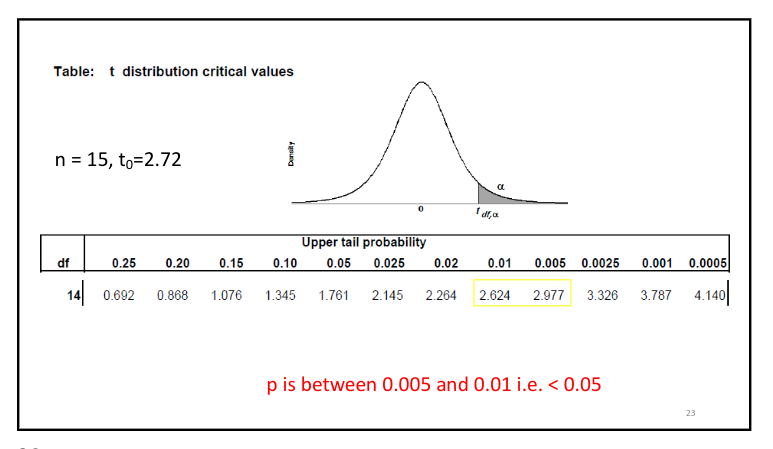 Table: t distribution critical values
n = 15, t₀=2.72
Density
α
0
t df,α
Upper tail probability
df 0.25 0.20 0.15 0.10 0.05 0.025 0.02 0.01 0.005 0.0025 0.001 0.0005
14 0.692 0.868 1.076 1.345 1.761 2.145 2.264 2.624 2.977 3.326 3.787 4.140
p is between 0.005 and 0.01 i.e. < 0.05
23